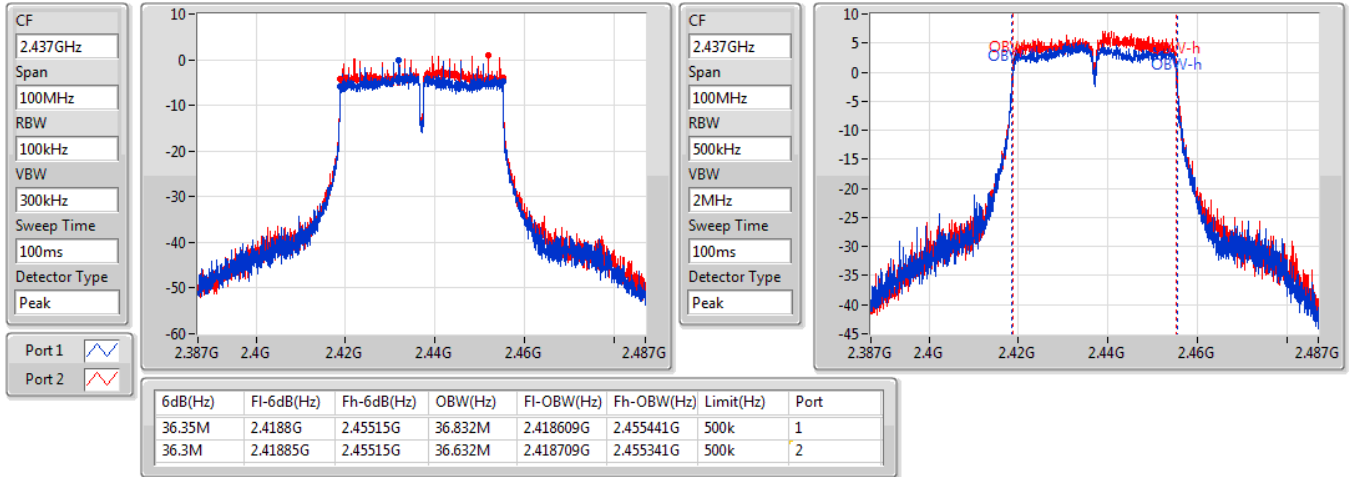 CF
2.437GHz
Span
100MHz
RBW
100kHz
VBW
300kHz
Sweep Time
100ms
Detector Type
Peak
10
0
-10
-20
-30
-40
-50
-60
2.387G 2.4G 2.42G 2.44G 2.46G 2.487G
CF
2.437GHz
Span
100MHz
RBW
500kHz
VBW
2MHz
Sweep Time
100ms
Detector Type
Peak
10
5
0
-5
-10
-15
-20
-25
-30
-35
-40
-45
OBW-h
2.387G 2.4G 2.42G 2.44G 2.46G 2.487G
Port 1
Port 2
6dB(Hz) Fl-6dB(Hz) Fh-6dB(Hz) OBW(Hz) Fl-OBW(Hz) Fh-OBW(Hz) Limit(Hz) Port
36.35M 2.4188G 2.45515G 36.832M 2.418609G 2.455441G 500k 1
36.3M 2.41885G 2.45515G 36.632M 2.418709G 2.455341G 500k 2